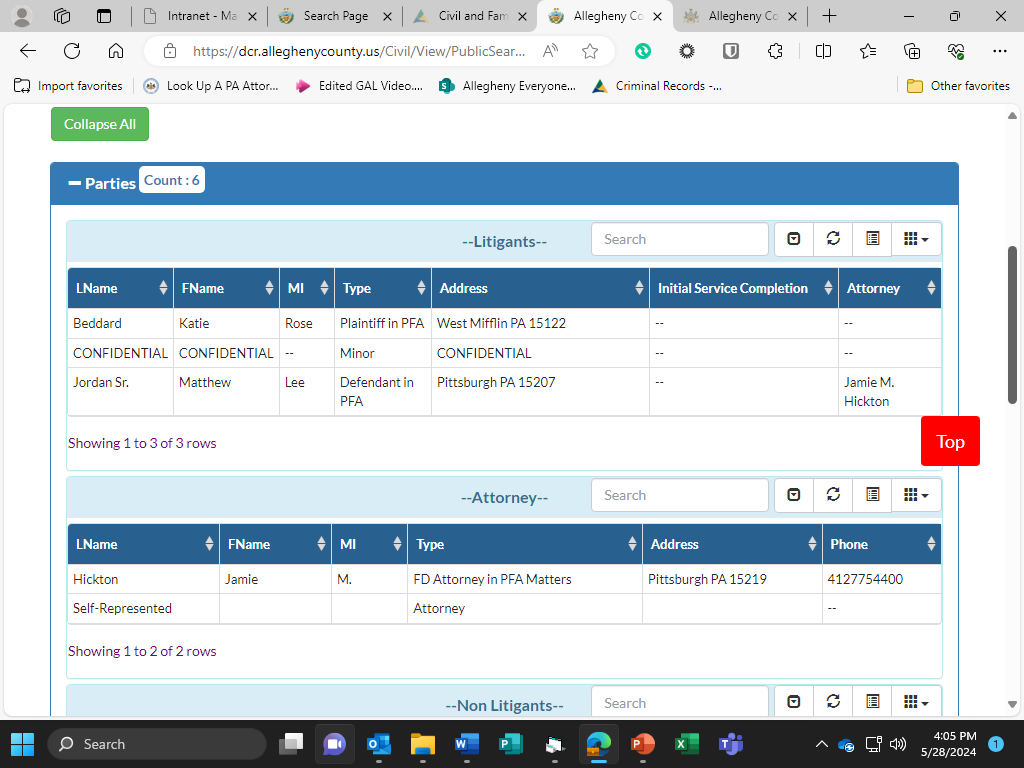 Intranet - Ma
Search Page
Civil and Fam
Allegheny Co
Allegheny Co
https://dcr.alleghenycounty.us/Civil/View/PublicSear...
Import favorites
Look Up A PA Attor...
Edited GAL Video....
Allegheny Everyone...
Criminal Records -...
Other favorites
Collapse All
Parties Count : 6
--Litigants--
Search
LName FName MI Type Address Initial Service Completion Attorney
Beddard Katie Rose Plaintiff in PFA West Mifflin PA 15122 -- --
CONFIDENTIAL CONFIDENTIAL -- Minor CONFIDENTIAL -- --
Jordan Sr. Matthew Lee Defendant in Pittsburgh PA 15207 -- Jamie M.
PFA Hickton
Showing 1 to 3 of 3 rows
Top
--Attorney--
Search
LName FName MI Type Address Phone
Hickton Jamie M. FD Attorney in PFA Matters Pittsburgh PA 15219 4127754400
Self-Represented Attorney --
Showing 1 to 2 of 2 rows
--Non Litigants--
Search
Search
4:05 PM
5/28/2024
1